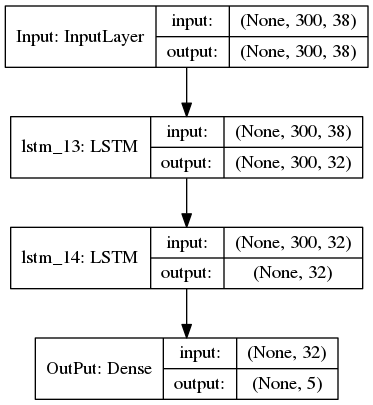 Input: InputLayer
input: (None, 300, 38)
output: (None, 300, 38)
lstm_13: LSTM
input: (None, 300, 38)
output: (None, 300, 32)
lstm_14: LSTM
input: (None, 300, 32)
output: (None, 32)
OutPut: Dense
input: (None, 32)
output: (None, 5)